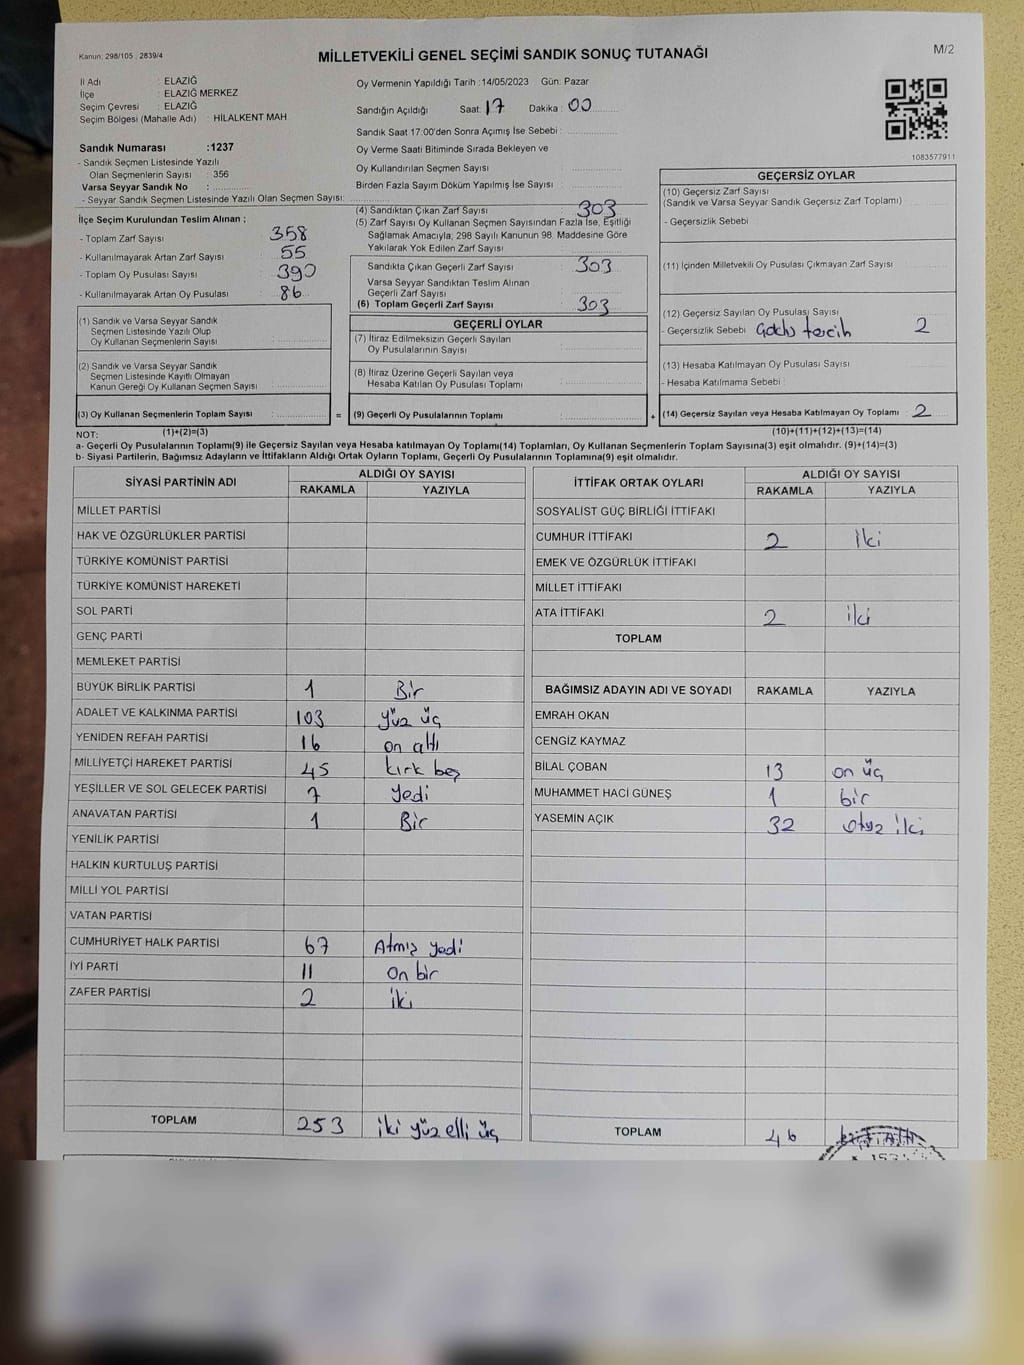 Kanun: 298/105 , 2839/4
MİLLETVEKİLİ GENEL SEÇİMİ SANDIK SONUÇ TUTANAĞI
M/2
İl Adı : ELAZIĞ
İlçe : ELAZIĞ MERKEZ
Seçim Çevresi : ELAZIĞ
Seçim Bölgesi (Mahalle Adı) : HİLALKENT MAH
Oy Vermenin Yapıldığı Tarih : 14/05/2023 Gün: Pazar
Sandığın Açıldığı Saat: 17 Dakika : 00
Sandık Saat 17:00'den Sonra Açımış İse Sebebi :
Oy Verme Saati Bitiminde Sırada Bekleyen ve
Oy Kullandırılan Seçmen Sayısı :
Birden Fazla Sayım Döküm Yapılmış İse Sayısı :
1083577911
Sandık Numarası :1237
- Sandık Seçmen Listesinde Yazılı
Olan Seçmenlerin Sayısı : 356
Varsa Seyyar Sandık No :
- Seyyar Sandık Seçmen Listesinde Yazılı Olan Seçmen Sayısı:
İlçe Seçim Kurulundan Teslim Alınan ;
- Toplam Zarf Sayısı : 358
- Kullanılmayarak Artan Zarf Sayısı : 55
- Toplam Oy Pusulası Sayısı : 390
- Kullanılmayarak Artan Oy Pusulası : 86
(4) Sandıktan Çıkan Zarf Sayısı : 303
(5) Zarf Sayısı Oy Kullanan Seçmen Sayısından Fazla İse, Eşitliği
Sağlamak Amacıyla, 298 Sayılı Kanunun 98. Maddesine Göre
Yakılarak Yok Edilen Zarf Sayısı :
Sandıkta Çıkan Geçerli Zarf Sayısı : 303
Varsa Seyyar Sandıktan Teslim Alınan
Geçerli Zarf Sayısı :
(6) Toplam Geçerli Zarf Sayısı : 303
GEÇERSİZ OYLAR
(10) Geçersiz Zarf Sayısı
(Sandık ve Varsa Seyyar Sandık Geçersiz Zarf Toplamı)
- Geçersizlik Sebebi
(11) İçinden Milletvekili Oy Pusulası Çıkmayan Zarf Sayısı
(12) Geçersiz Sayılan Oy Pusulası Sayısı
- Geçersizlik Sebebi tercih 2
(13) Hesaba Katılmayan Oy Pusulası Sayısı
- Hesaba Katılmama Sebebi :
(14) Geçersiz Sayılan veya Hesaba Katılmayan Oy Toplamı : 2
(10)+(11)+(12)+(13)=(14)
(1) Sandık ve Varsa Seyyar Sandık
Seçmen Listesinde Yazılı Olup
Oy Kullanan Seçmenlerin Sayısı :
(2) Sandık ve Varsa Seyyar Sandık
Seçmen Listesinde Kayıtlı Olmayan
Kanun Gereği Oy Kullanan Seçmen Sayısı :
(3) Oy Kullanan Seçmenlerin Toplam Sayısı : =
(1)+(2)=(3)
GEÇERLİ OYLAR
(7) İtiraz Edilmeksizin Geçerli Sayılan
Oy Pusulalarının Sayısı :
(8) İtiraz Üzerine Geçerli Sayılan veya
Hesaba Katılan Oy Pusulası Toplamı :
(9) Geçerli Oy Pusulalarının Toplamı : +
NOT:
a- Geçerli Oy Pusulalarının Toplamı(9) ile Geçersiz Sayılan veya Hesaba katılmayan Oy Toplamı(14) Toplamları, Oy Kullanan Seçmenlerin Toplam Sayısına(3) eşit olmalıdır. (9)+(14)=(3)
b- Siyasi Partilerin, Bağımsız Adayların ve İttifakların Aldığı Ortak Oyların Toplamı, Geçerli Oy Pusulalarının Toplamına(9) eşit olmalıdır.
SİYASİ PARTİNİN ADI ALDIĞI OY SAYISI
RAKAMLA YAZIYLA
MİLLET PARTİSİ
HAK VE ÖZGÜRLÜKLER PARTİSİ
TÜRKİYE KOMÜNİST PARTİSİ
TÜRKİYE KOMÜNİST HAREKETİ
SOL PARTİ
GENÇ PARTİ
MEMLEKET PARTİSİ
BÜYÜK BİRLİK PARTİSİ 1 Bir
ADALET VE KALKINMA PARTİSİ 103 yüz üç
YENİDEN REFAH PARTİSİ 16 on altı
MİLLİYETÇİ HAREKET PARTİSİ 45 kırk beş
YEŞİLLER VE SOL GELECEK PARTİSİ 7 Yedi
ANAVATAN PARTİSİ 1 Bir
YENİLİK PARTİSİ
HALKIN KURTULUŞ PARTİSİ
MİLLİ YOL PARTİSİ
VATAN PARTİSİ
CUMHURİYET HALK PARTİSİ 67 Atmış yedi
İYİ PARTİ 11 on bir
ZAFER PARTİSİ 2 iki
TOPLAM 253 iki yüz elli üç
İTTİFAK ORTAK OYLARI ALDIĞI OY SAYISI
RAKAMLA YAZIYLA
SOSYALİST GÜÇ BİRLİĞİ İTTİFAKI
CUMHUR İTTİFAKI 2 iki
EMEK VE ÖZGÜRLÜK İTTİFAKI
MİLLET İTTİFAKI
ATA İTTİFAKI 2 iki
TOPLAM
BAĞIMSIZ ADAYIN ADI VE SOYADI RAKAMLA YAZIYLA
EMRAH OKAN
CENGİZ KAYMAZ
BİLAL ÇOBAN 13 on üç
MUHAMMET HACİ GÜNEŞ 1 bir
YASEMİN AÇIK 32 otuz iki
TOPLAM 46